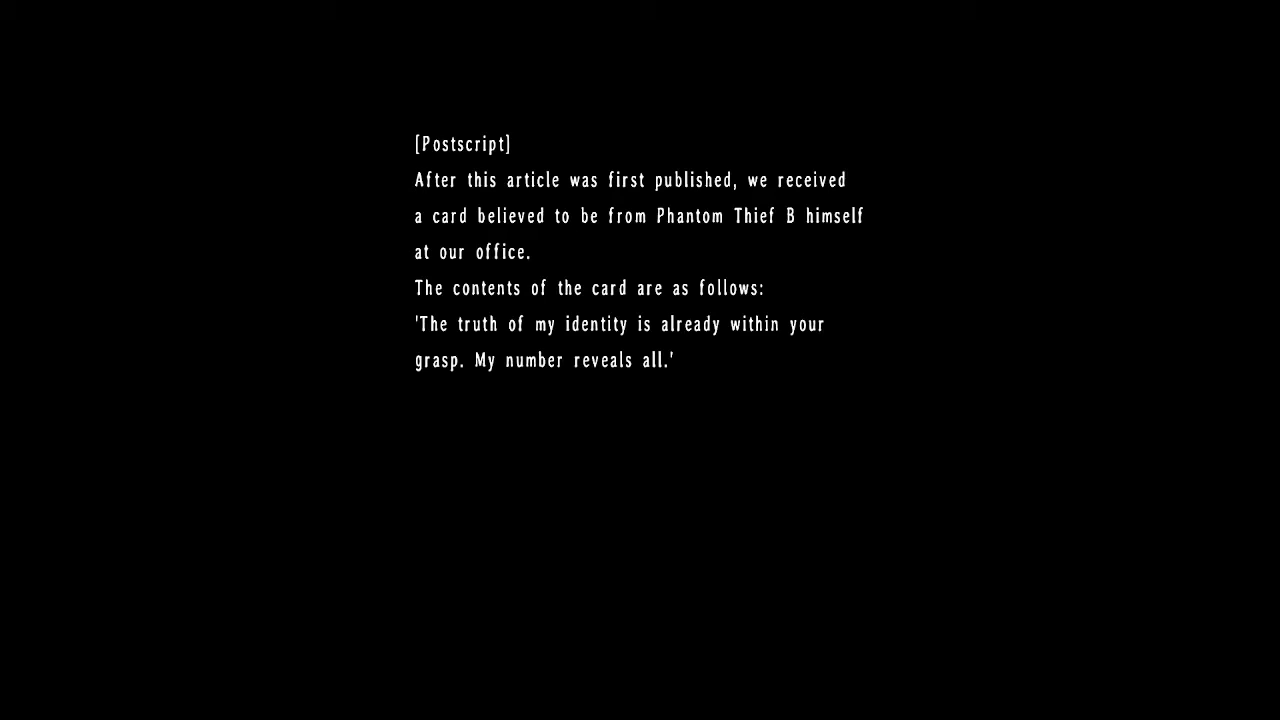 [Postscript]
After this article was first published, we received
a card believed to be from Phantom Thief B himself
at our office.
The contents of the card are as follows:
'The truth of my identity is already within your
grasp. My number reveals all.'